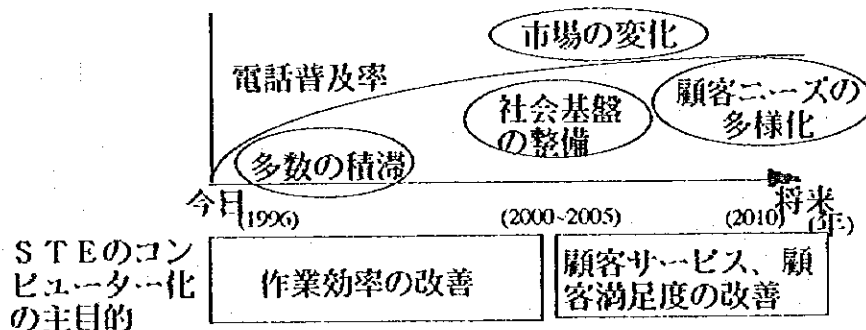 市場の変化
電話普及率
社会基盤
の整備
顧客ニーズの
多様化
多数の積滞
今日(1996)
(2000~2005)
(2010)
将来
(年)
STEのコン
ピューター化
の主目的
作業効率の改善
顧客サービス、顧
客満足度の改善